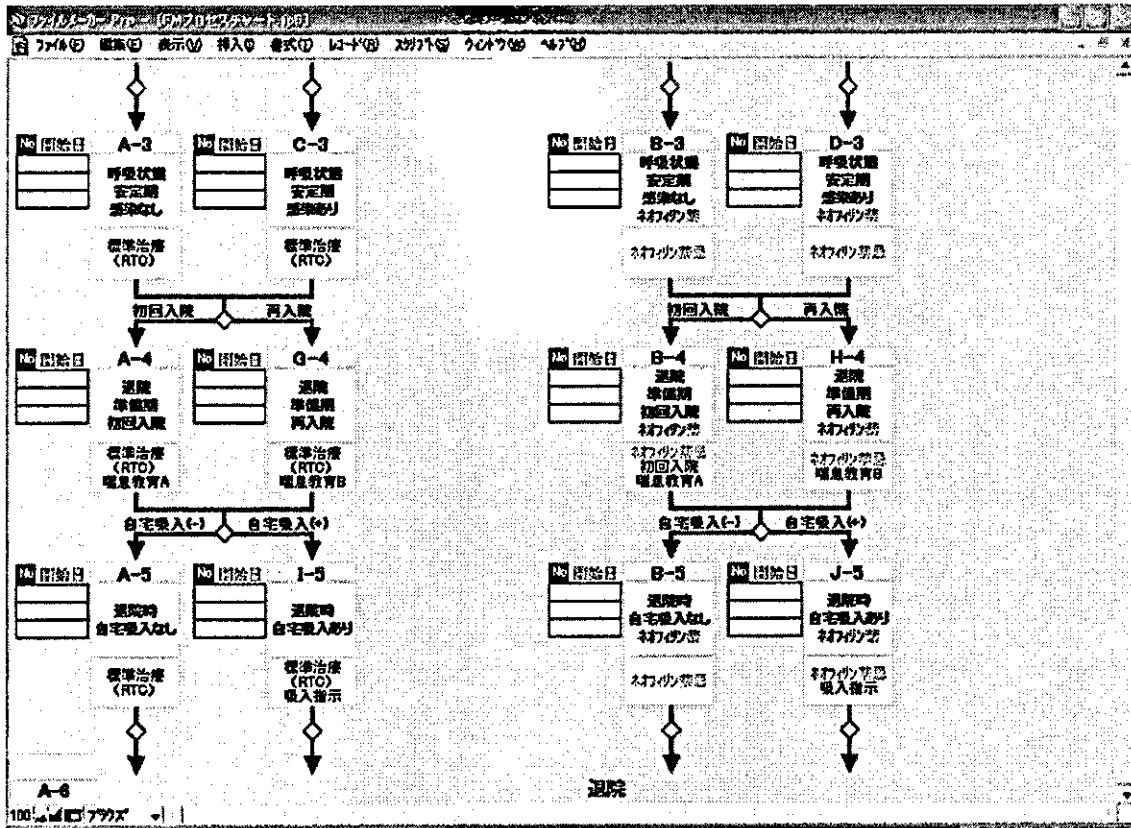 ファイルメーカー Pro - [PMプロセスチャート.fp5]
ファイル(F) 編集(E) 表示(V) 挿入(I) 書式(T) レコード(R) スクリプト(S) ウィンドウ(W) ヘルプ(H)
No 開始日 A-3
呼吸状態
安定期
感染なし
標準治療
(RTC)
No 開始日 C-3
呼吸状態
安定期
感染あり
標準治療
(RTC)
No 開始日 B-3
呼吸状態
安定期
感染なし
ネオフィリン禁
ネオフィリン禁忌
No 開始日 D-3
呼吸状態
安定期
感染あり
ネオフィリン禁
ネオフィリン禁忌
初回入院 再入院
初回入院 再入院
No 開始日 A-4
退院
準備期
初回入院
標準治療
(RTC)
喘息教育A
No 開始日 G-4
退院
準備期
再入院
標準治療
(RTC)
喘息教育B
No 開始日 B-4
退院
準備期
初回入院
ネオフィリン禁
ネオフィリン禁忌
初回入院
喘息教育A
No 開始日 H-4
退院
準備期
再入院
ネオフィリン禁
ネオフィリン禁忌
喘息教育B
自宅吸入(-) 自宅吸入(+)
自宅吸入(-) 自宅吸入(+)
No 開始日 A-5
退院時
自宅吸入なし
標準治療
(RTC)
No 開始日 I-5
退院時
自宅吸入あり
標準治療
(RTC)
吸入指示
No 開始日 B-5
退院時
自宅吸入なし
ネオフィリン禁
ネオフィリン禁忌
No 開始日 J-5
退院時
自宅吸入あり
ネオフィリン禁
ネオフィリン禁忌
吸入指示
A-6 退院
100 ブラウズ